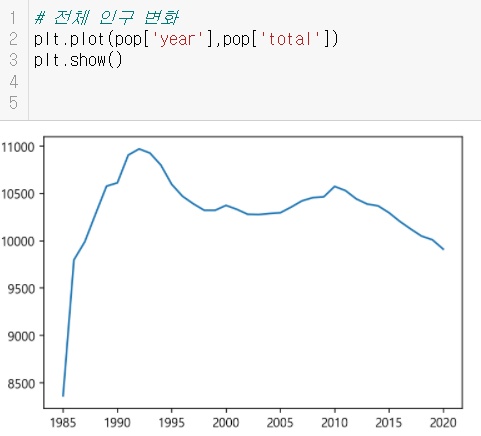 1 # 전체 인구 변화
2 plt.plot(pop['year'],pop['total'])
3 plt.show()
4
5
11000
10500
10000
9500
9000
8500
1985 1990 1995 2000 2005 2010 2015 2020